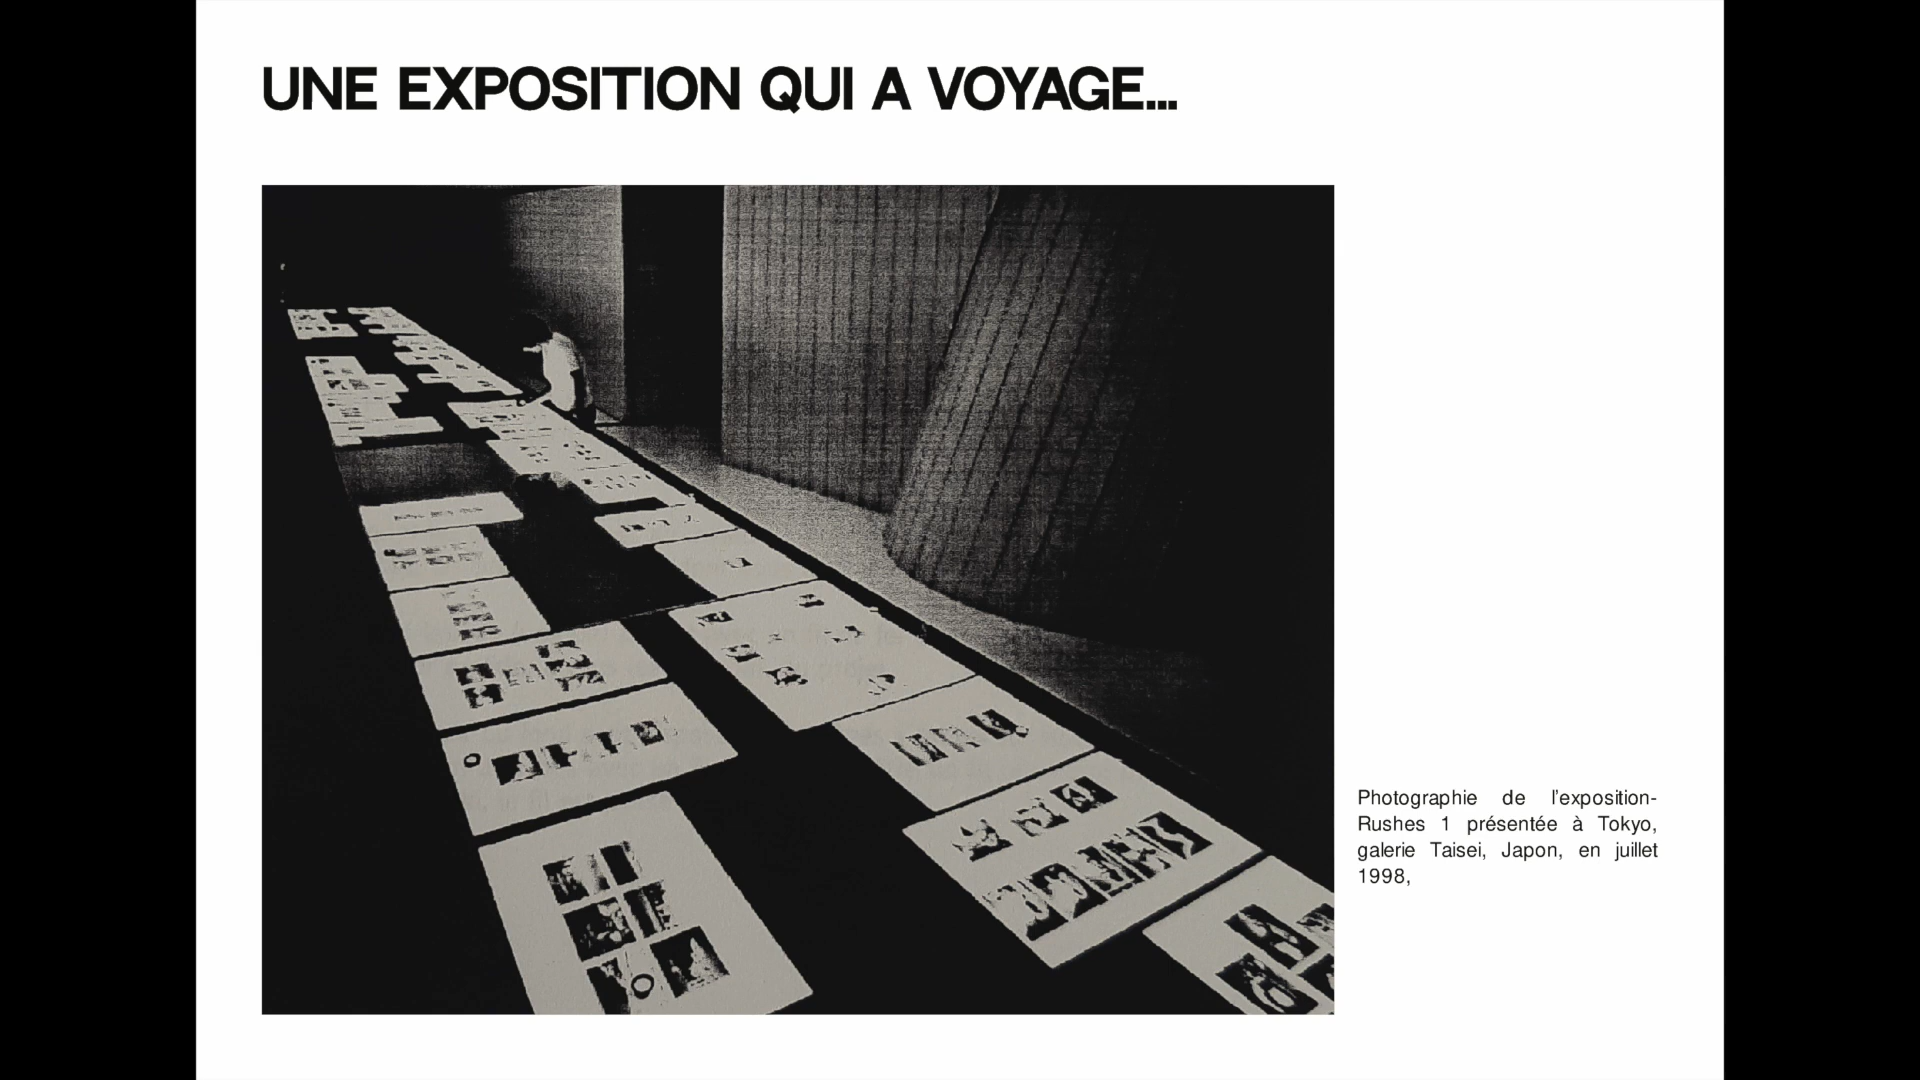 UNE EXPOSITION QUI A VOYAGE...
Photographie de l'exposition-
Rushes 1 présentée à Tokyo,
galerie Taisei, Japon, en juillet
1998,